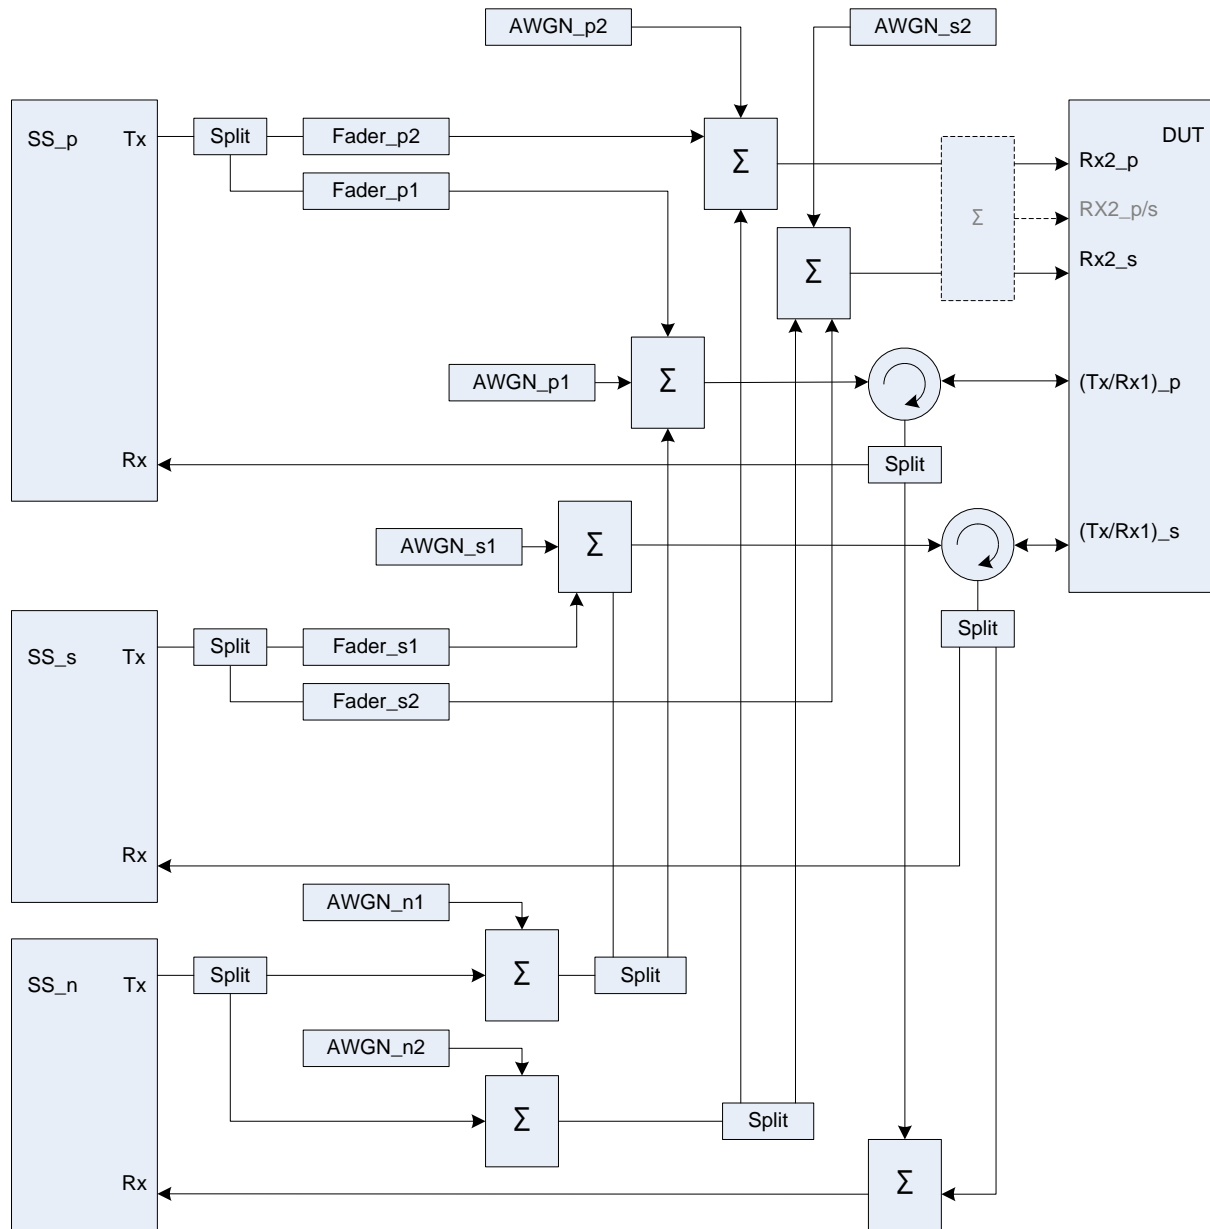 AWGN_p2
AWGN_s2
SS_p
Tx
Split
Fader_p2
Σ
DUT
Rx2_p
Fader_p1
Σ
RX2_p/s
Σ
Rx2_s
AWGN_p1
Σ
(Tx/Rx1)_p
Rx
Split
AWGN_s1
Σ
(Tx/Rx1)_s
SS_s
Tx
Split
Fader_s1
Split
Fader_s2
Rx
AWGN_n1
SS_n
Tx
Split
Σ
Split
AWGN_n2
Σ
Split
Rx
Σ